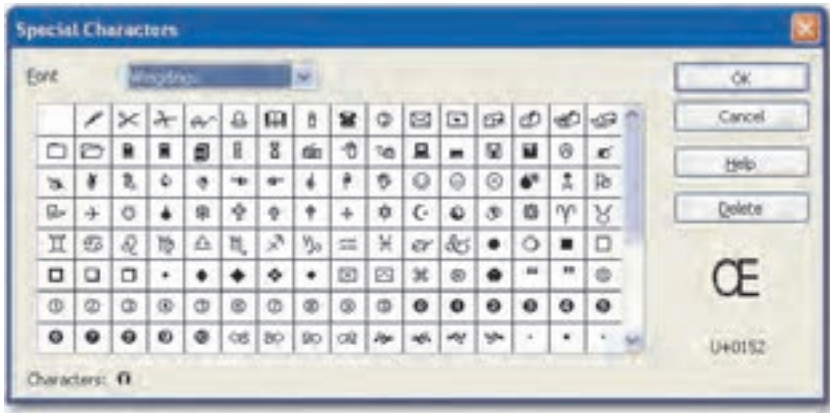 Special Characters
Font Wingdings
OK
Cancel
Help
Delete
Œ
U+0152
Characters: